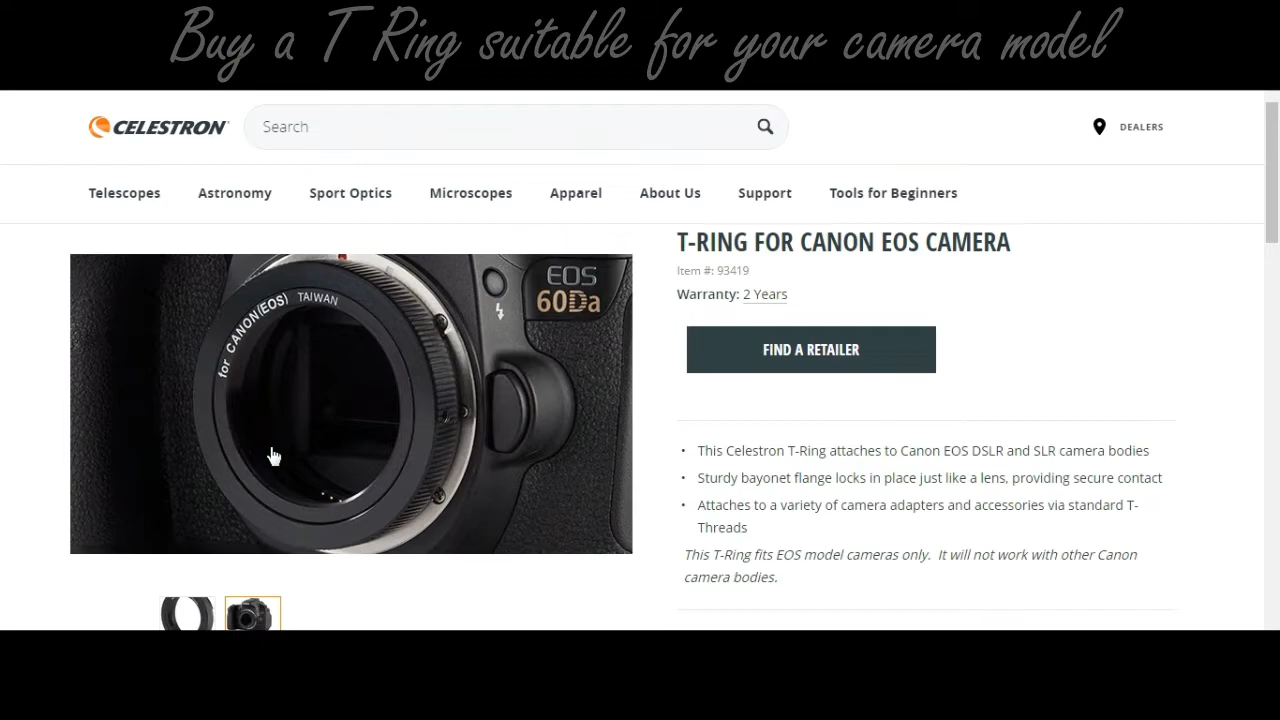 Buy a T Ring suitable for your camera model
CELESTRON
Search
DEALERS
Telescopes Astronomy Sport Optics Microscopes Apparel About Us Support Tools for Beginners
for CANON(EOS) TAIWAN
EOS
60Da
T-RING FOR CANON EOS CAMERA
Item #: 93419
Warranty: 2 Years
FIND A RETAILER
• This Celestron T-Ring attaches to Canon EOS DSLR and SLR camera bodies
• Sturdy bayonet flange locks in place just like a lens, providing secure contact
• Attaches to a variety of camera adapters and accessories via standard T-
Threads
This T-Ring fits EOS model cameras only. It will not work with other Canon
camera bodies.